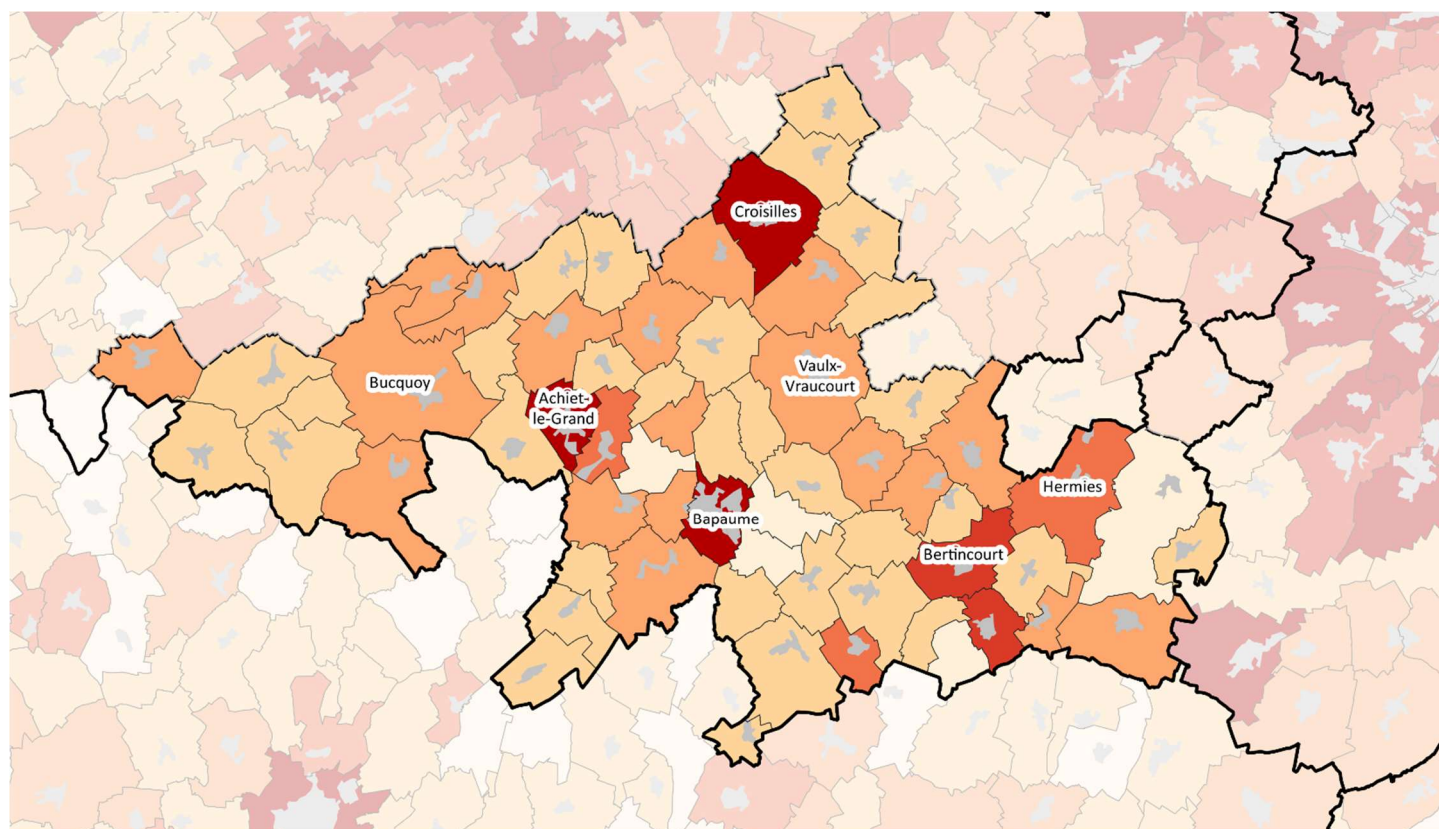 Croisilles
Vaulx-
Vraucourt
Bucquoy
Achiet-
le-Grand
Hermies
Bapaume
Bertincourt